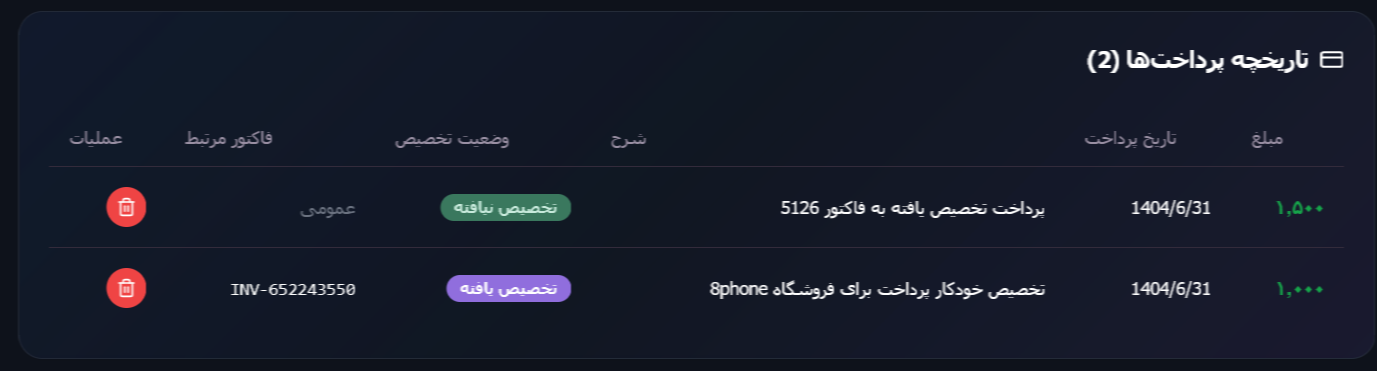 تاریخچه پرداخت‌ها (2)
مبلغ تاریخ پرداخت شرح وضعیت تخصیص فاکتور مرتبط عملیات
۱,۵۰۰ 1404/6/31 پرداخت تخصیص یافته به فاکتور 5126 تخصیص نیافته عمومی
۱,۰۰۰ 1404/6/31 تخصیص خودکار پرداخت برای فروشگاه 8phone تخصیص یافته INV-652243550